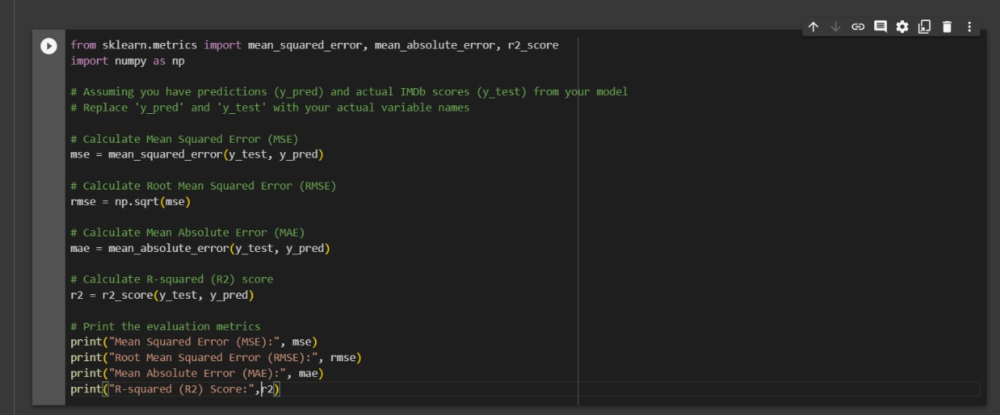 from sklearn.metrics import mean_squared_error, mean_absolute_error, r2_score
import numpy as np
# Assuming you have predictions (y_pred) and actual IMDb scores (y_test) from your model
# Replace 'y_pred' and 'y_test' with your actual variable names
# Calculate Mean Squared Error (MSE)
mse = mean_squared_error(y_test, y_pred)
# Calculate Root Mean Squared Error (RMSE)
rmse = np.sqrt(mse)
# Calculate Mean Absolute Error (MAE)
mae = mean_absolute_error(y_test, y_pred)
# Calculate R-squared (R2) score
r2 = r2_score(y_test, y_pred)
# Print the evaluation metrics
print("Mean Squared Error (MSE):", mse)
print("Root Mean Squared Error (RMSE):", rmse)
print("Mean Absolute Error (MAE):", mae)
print("R-squared (R2) Score:",r2)